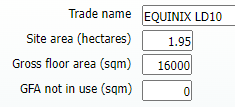 Trade name EQUINIX LD10
Site area (hectares) 1.95
Gross floor area (sqm) 16000
GFA not in use (sqm) 0